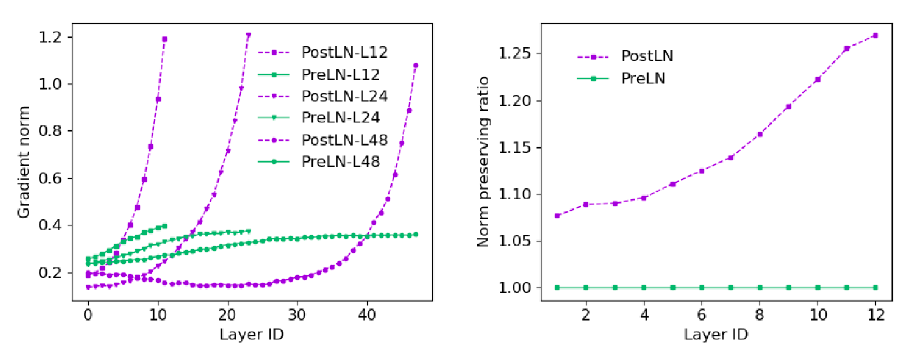 Gradient norm
1.2
1.0
0.8
0.6
0.4
0.2
0
10
20
30
40
Layer ID
PostLN-L12
PreLN-L12
PostLN-L24
PreLN-L24
PostLN-L48
PreLN-L48
Norm preserving ratio
1.25
1.20
1.15
1.10
1.05
1.00
2
4
6
8
10
12
Layer ID
PostLN
PreLN